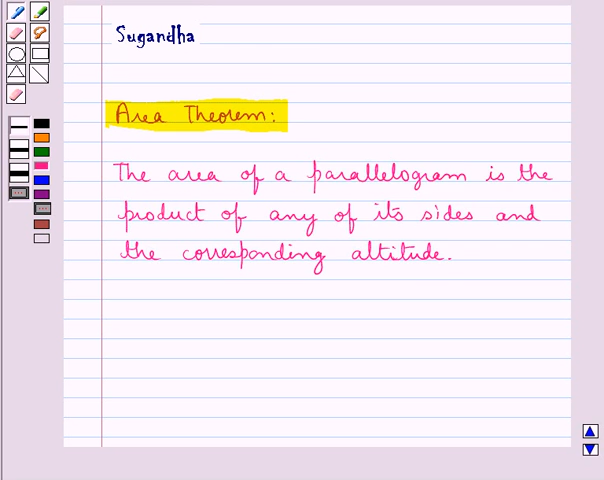 Sugandha
Area Theorem:
The area of a parallelogram is the
product of any of its sides and
the corresponding altitude.